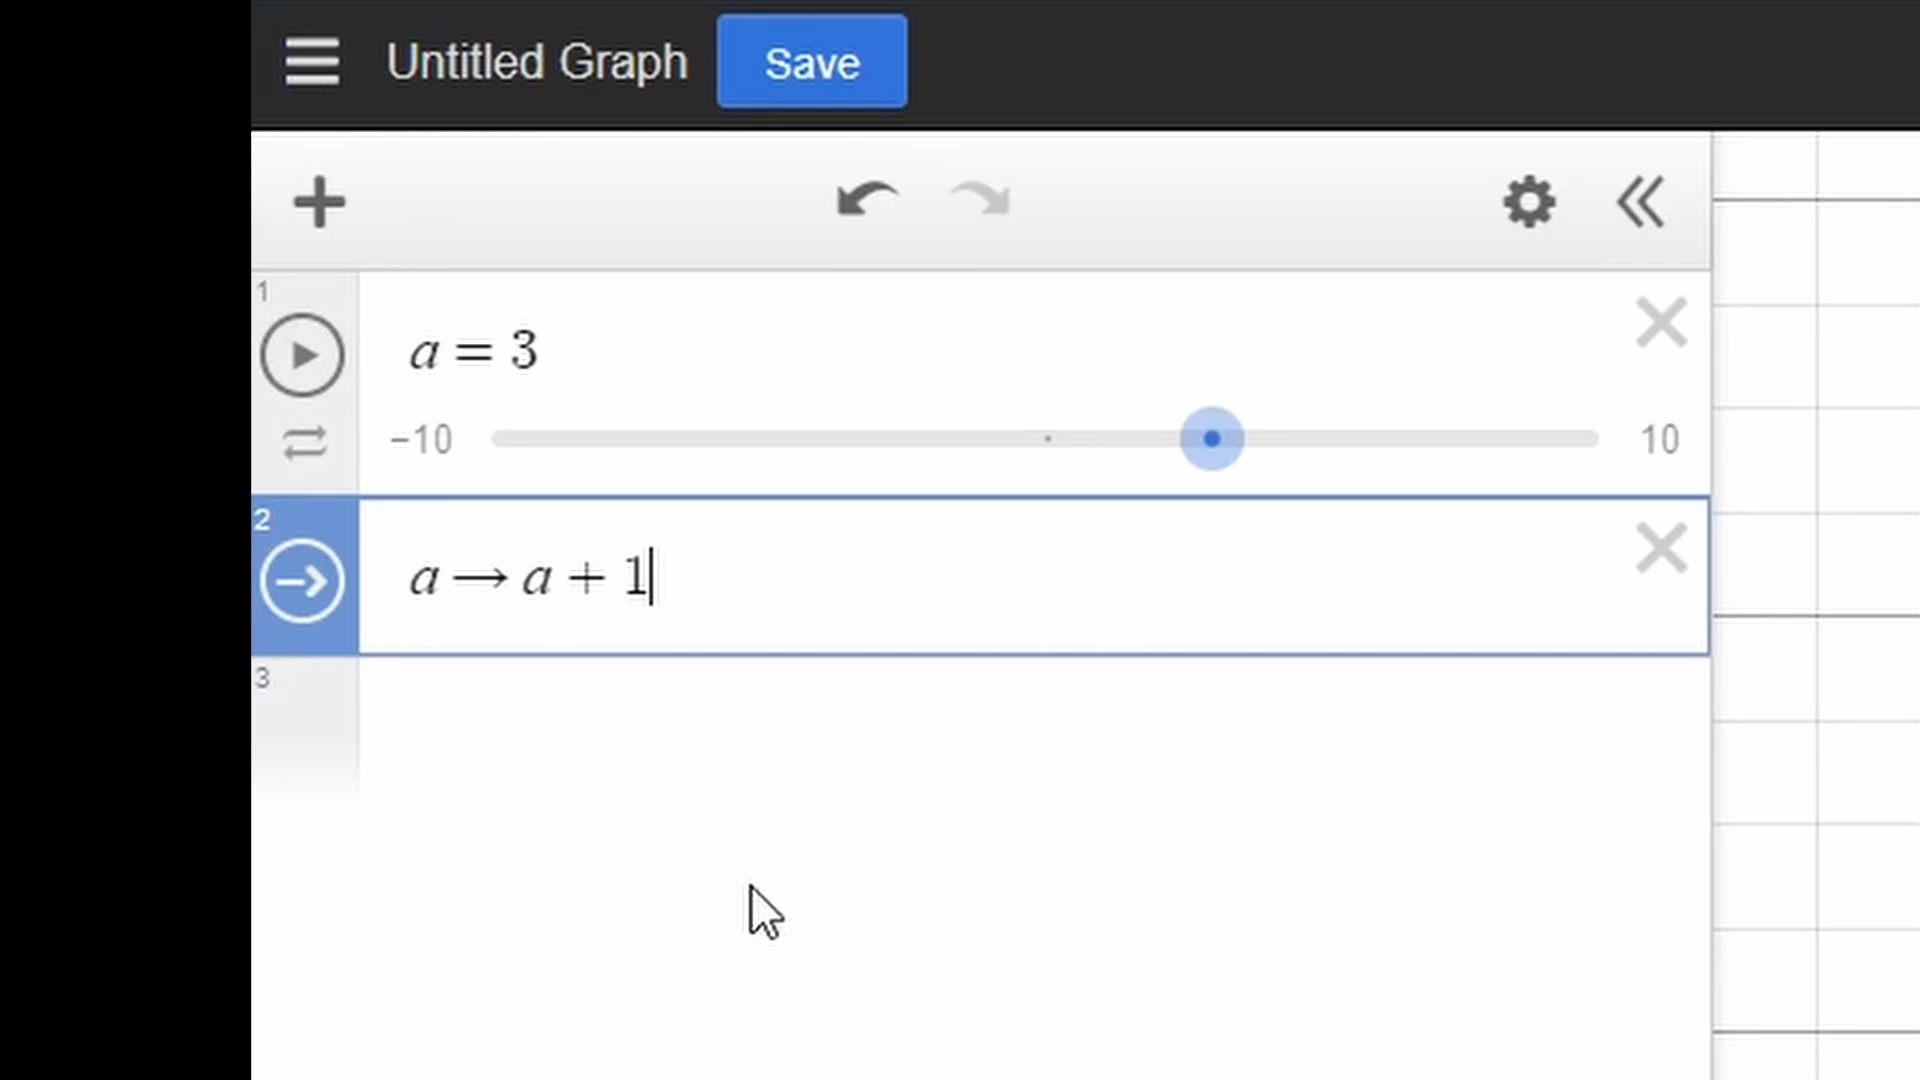 Untitled Graph Save
1
a = 3
−10 10
2
a → a + 1
3